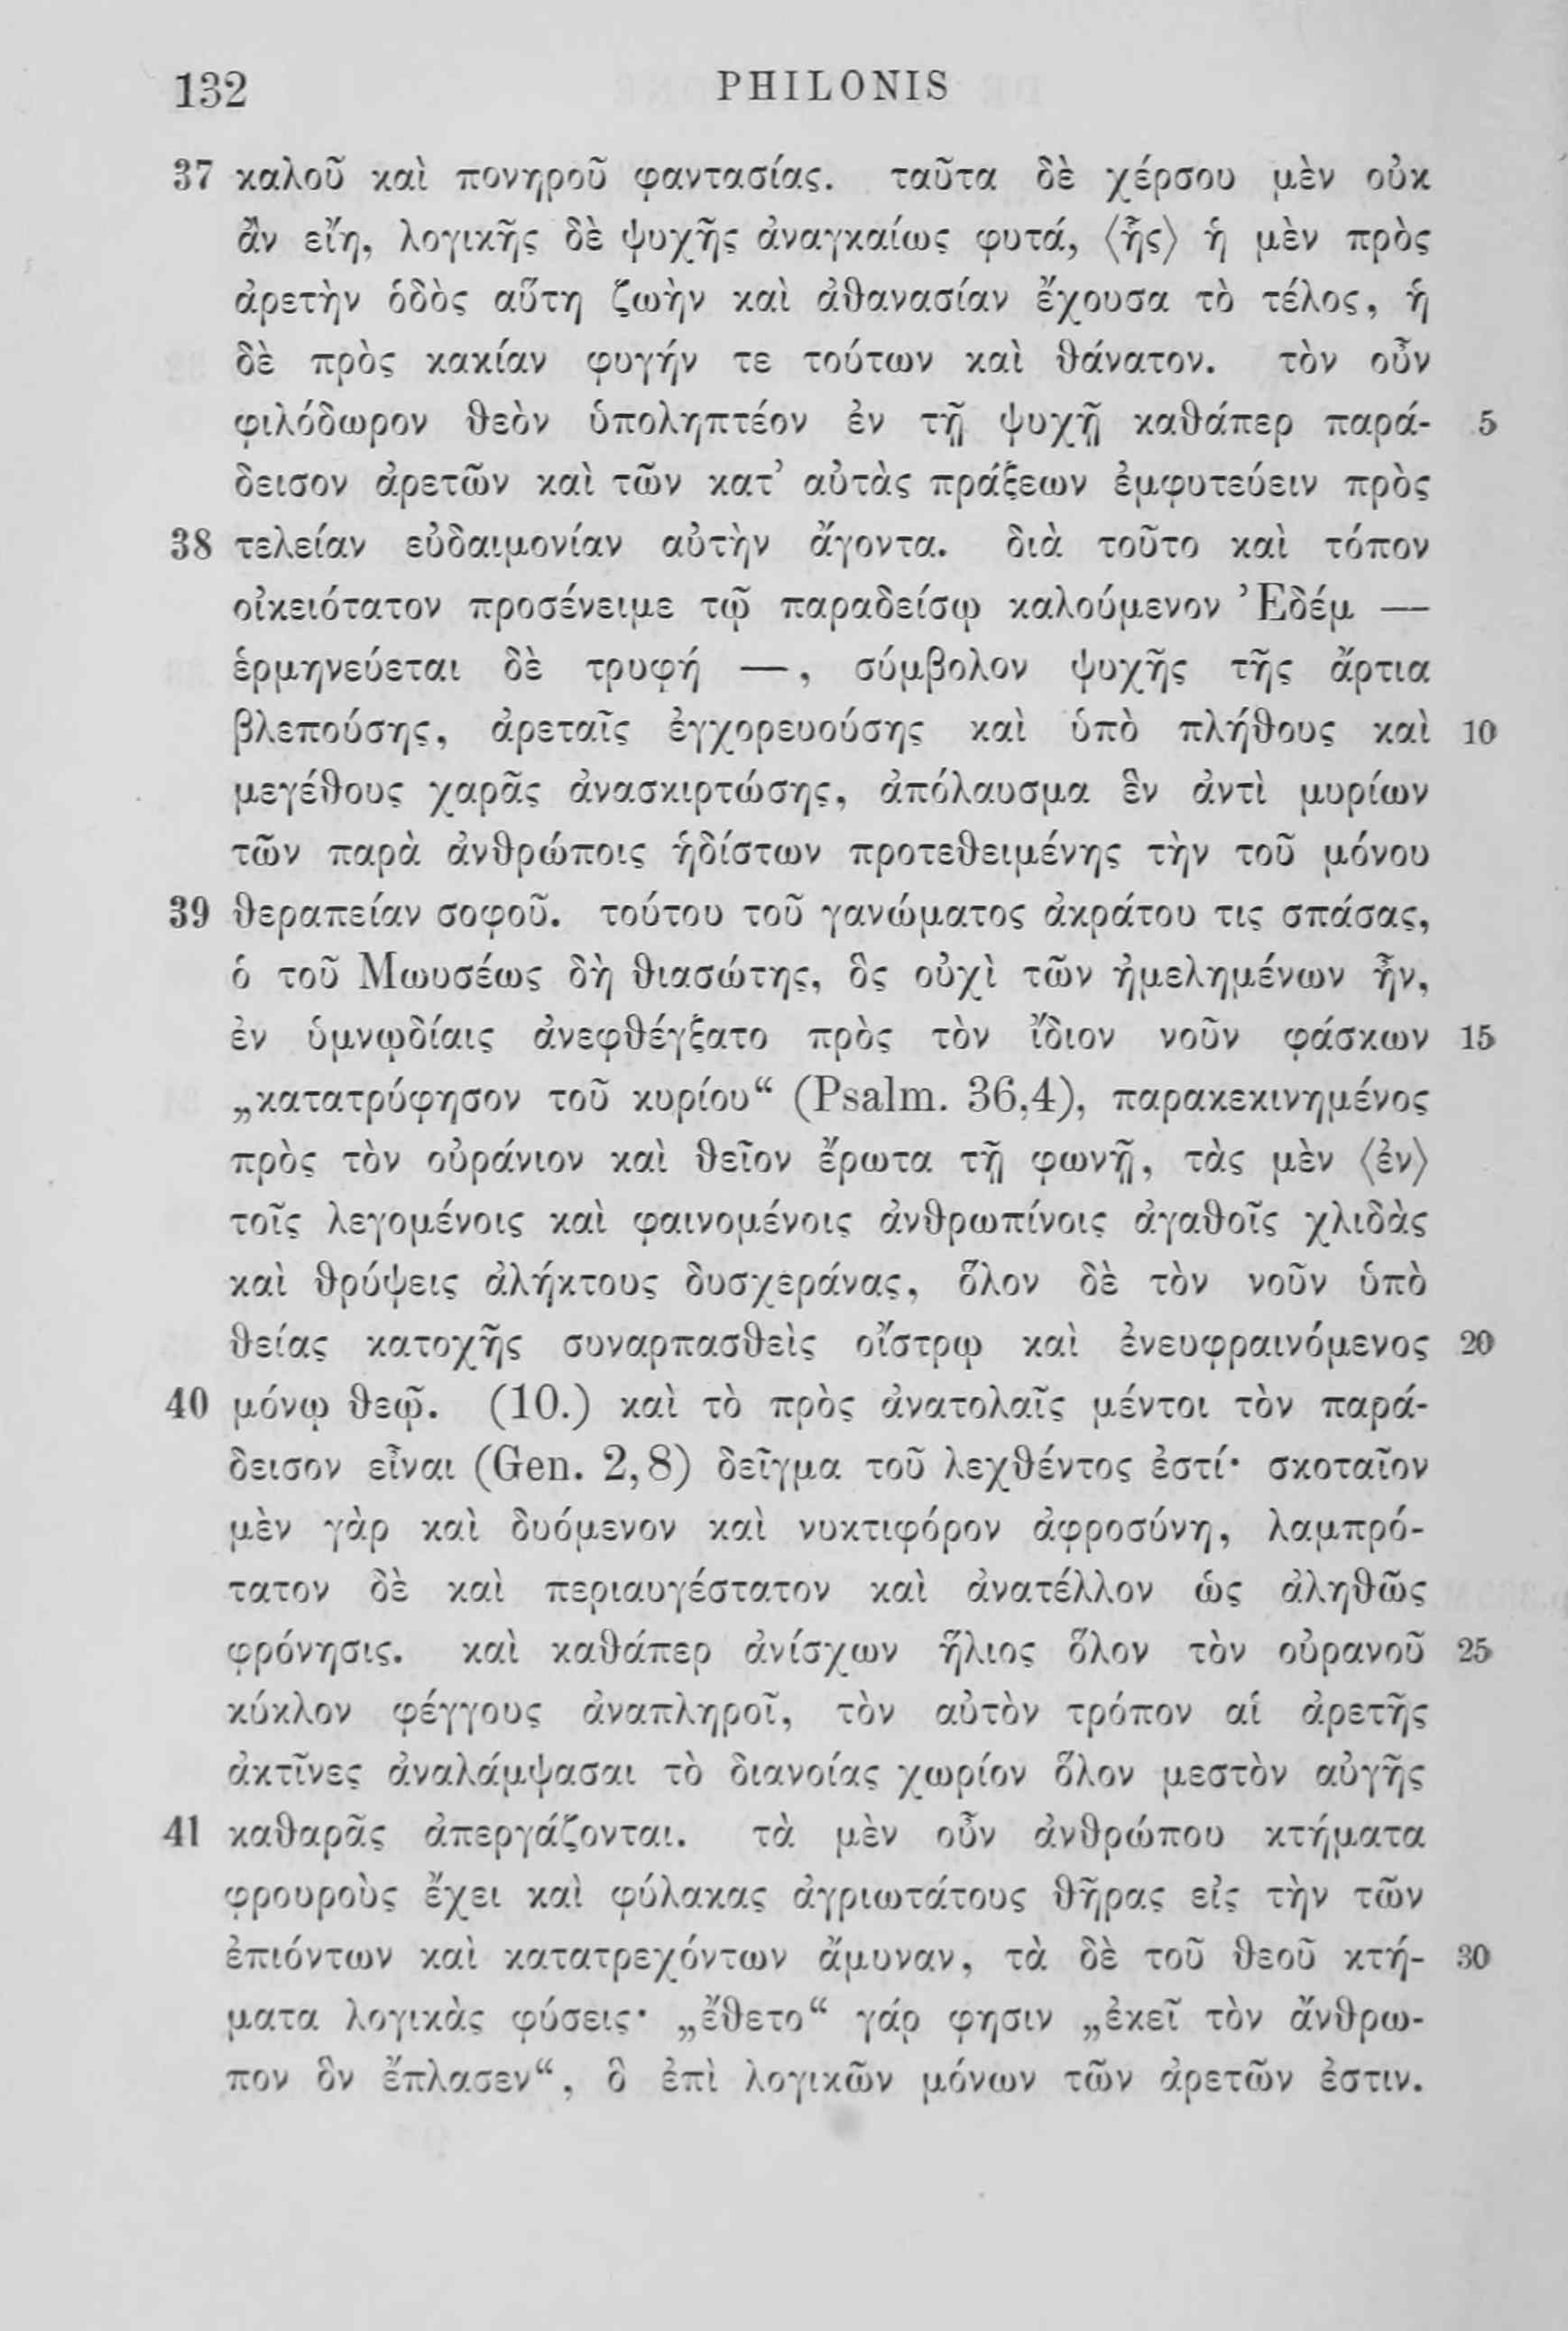 132 PHILONIS
37 καλοῦ καὶ πονηροῦ φαντασίας. ταῦτα δὲ χέρσου μὲν οὐκ
ἂν εἴη, λογικῆς δὲ ψυχῆς ἀναγκαίως φυτά, ⟨ἧς⟩ ἡ μὲν πρὸς
ἀρετὴν ὁδὸς αὕτη ζωὴν καὶ ἀθανασίαν ἔχουσα τὸ τέλος, ἡ
δὲ πρὸς κακίαν φυγήν τε τούτων καὶ θάνατον. τὸν οὖν
φιλόδωρον θεὸν ὑποληπτέον ἐν τῇ ψυχῇ καθάπερ παρά- 5
δεισον ἀρετῶν καὶ τῶν κατ’ αὐτὰς πράξεων ἐμφυτεύειν πρὸς
38 τελείαν εὐδαιμονίαν αὐτὴν ἄγοντα. διὰ τοῦτο καὶ τόπον
οἰκειότατον προσένειμε τῷ παραδείσῳ καλούμενον Ἐδέμ —
ἑρμηνεύεται δὲ τρυφή —, σύμβολον ψυχῆς τῆς ἄρτια
βλεπούσης, ἀρεταῖς ἐγχορευούσης καὶ ὑπὸ πλήθους καὶ 10
μεγέθους χαρᾶς ἀνασκιρτώσης, ἀπόλαυσμα ἓν ἀντὶ μυρίων
τῶν παρὰ ἀνθρώποις ἡδίστων προτεθειμένης τὴν τοῦ μόνου
39 θεραπείαν σοφοῦ. τούτου τοῦ γανώματος ἀκράτου τις σπάσας,
ὁ τοῦ Μωυσέως δὴ θιασώτης, ὃς οὐχὶ τῶν ἠμελημένων ἦν,
ἐν ὑμνῳδίαις ἀνεφθέγξατο πρὸς τὸν ἴδιον νοῦν φάσκων 15
„κατατρύφησον τοῦ κυρίου“ (Psalm. 36,4), παρακεκινημένος
πρὸς τὸν οὐράνιον καὶ θεῖον ἔρωτα τῇ φωνῇ, τὰς μὲν ⟨ἐν⟩
τοῖς λεγομένοις καὶ φαινομένοις ἀνθρωπίνοις ἀγαθοῖς χλιδὰς
καὶ θρύψεις ἀλήκτους δυσχεράνας, ὅλον δὲ τὸν νοῦν ὑπὸ
θείας κατοχῆς συναρπασθεὶς οἴστρῳ καὶ ἐνευφραινόμενος 20
40 μόνῳ θεῷ. (10.) καὶ τὸ πρὸς ἀνατολαῖς μέντοι τὸν παρά-
δεισον εἶναι (Gen. 2,8) δεῖγμα τοῦ λεχθέντος ἐστί· σκοταῖον
μὲν γὰρ καὶ δυόμενον καὶ νυκτιφόρον ἀφροσύνη, λαμπρό-
τατον δὲ καὶ περιαυγέστατον καὶ ἀνατέλλον ὡς ἀληθῶς
φρόνησις. καὶ καθάπερ ἀνίσχων ἥλιος ὅλον τὸν οὐρανοῦ 25
κύκλον φέγγους ἀναπληροῖ, τὸν αὐτὸν τρόπον αἱ ἀρετῆς
ἀκτῖνες ἀναλάμψασαι τὸ διανοίας χωρίον ὅλον μεστὸν αὐγῆς
41 καθαρᾶς ἀπεργάζονται. τὰ μὲν οὖν ἀνθρώπου κτήματα
φρουροὺς ἔχει καὶ φύλακας ἀγριωτάτους θῆρας εἰς τὴν τῶν
ἐπιόντων καὶ κατατρεχόντων ἄμυναν, τὰ δὲ τοῦ θεοῦ κτή- 30
ματα λογικὰς φύσεις· „ἔθετο“ γάρ φησιν „ἐκεῖ τὸν ἄνθρω-
πον ὃν ἔπλασεν“, ὃ ἐπὶ λογικῶν μόνων τῶν ἀρετῶν ἐστιν.